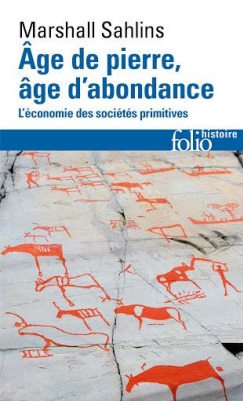 Marshall Sahlins
Âge de pierre,
âge d'abondance
L'économie des sociétés primitives
histoire
folio